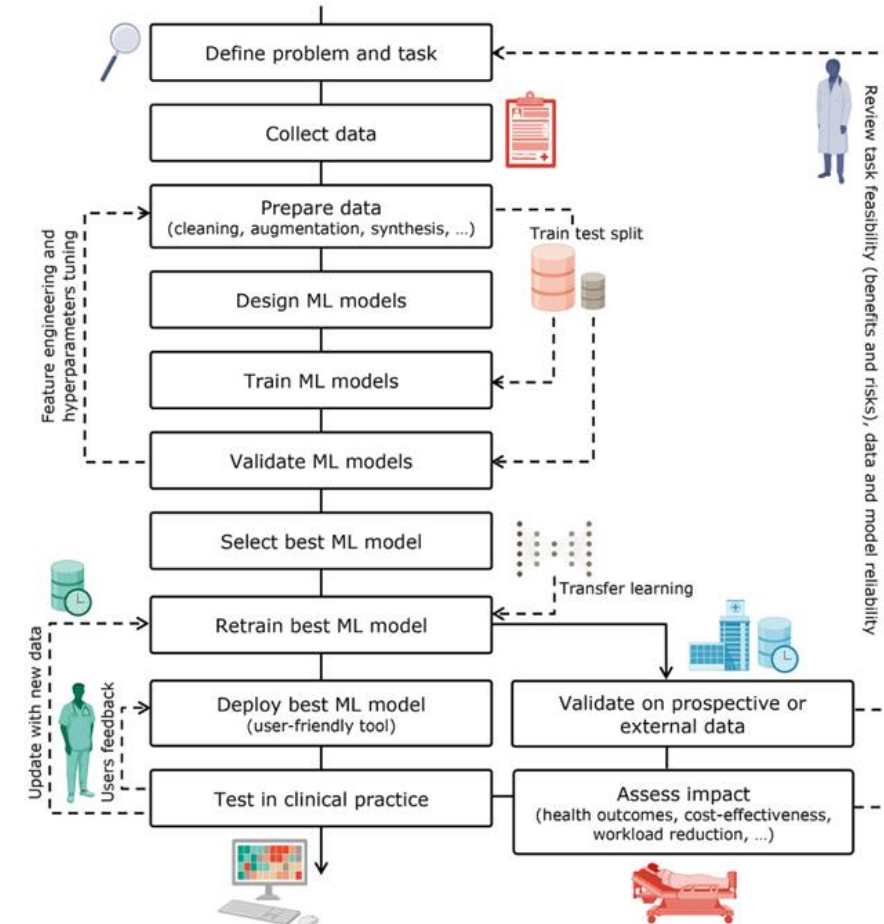 Define problem and task
Collect data
Prepare data
(cleaning, augmentation, synthesis, ...)
Train test split
Design ML models
Train ML models
Validate ML models
Feature engineering and
hyperparameters tuning
Select best ML model
Transfer learning
Retrain best ML model
Deploy best ML model
(user-friendly tool)
Test in clinical practice
Update with new data
Users feedback
Validate on prospective or
external data
Assess impact
(health outcomes, cost-effectiveness,
workload reduction, ...)
Review task feasibility (benefits and risks), data and model reliability